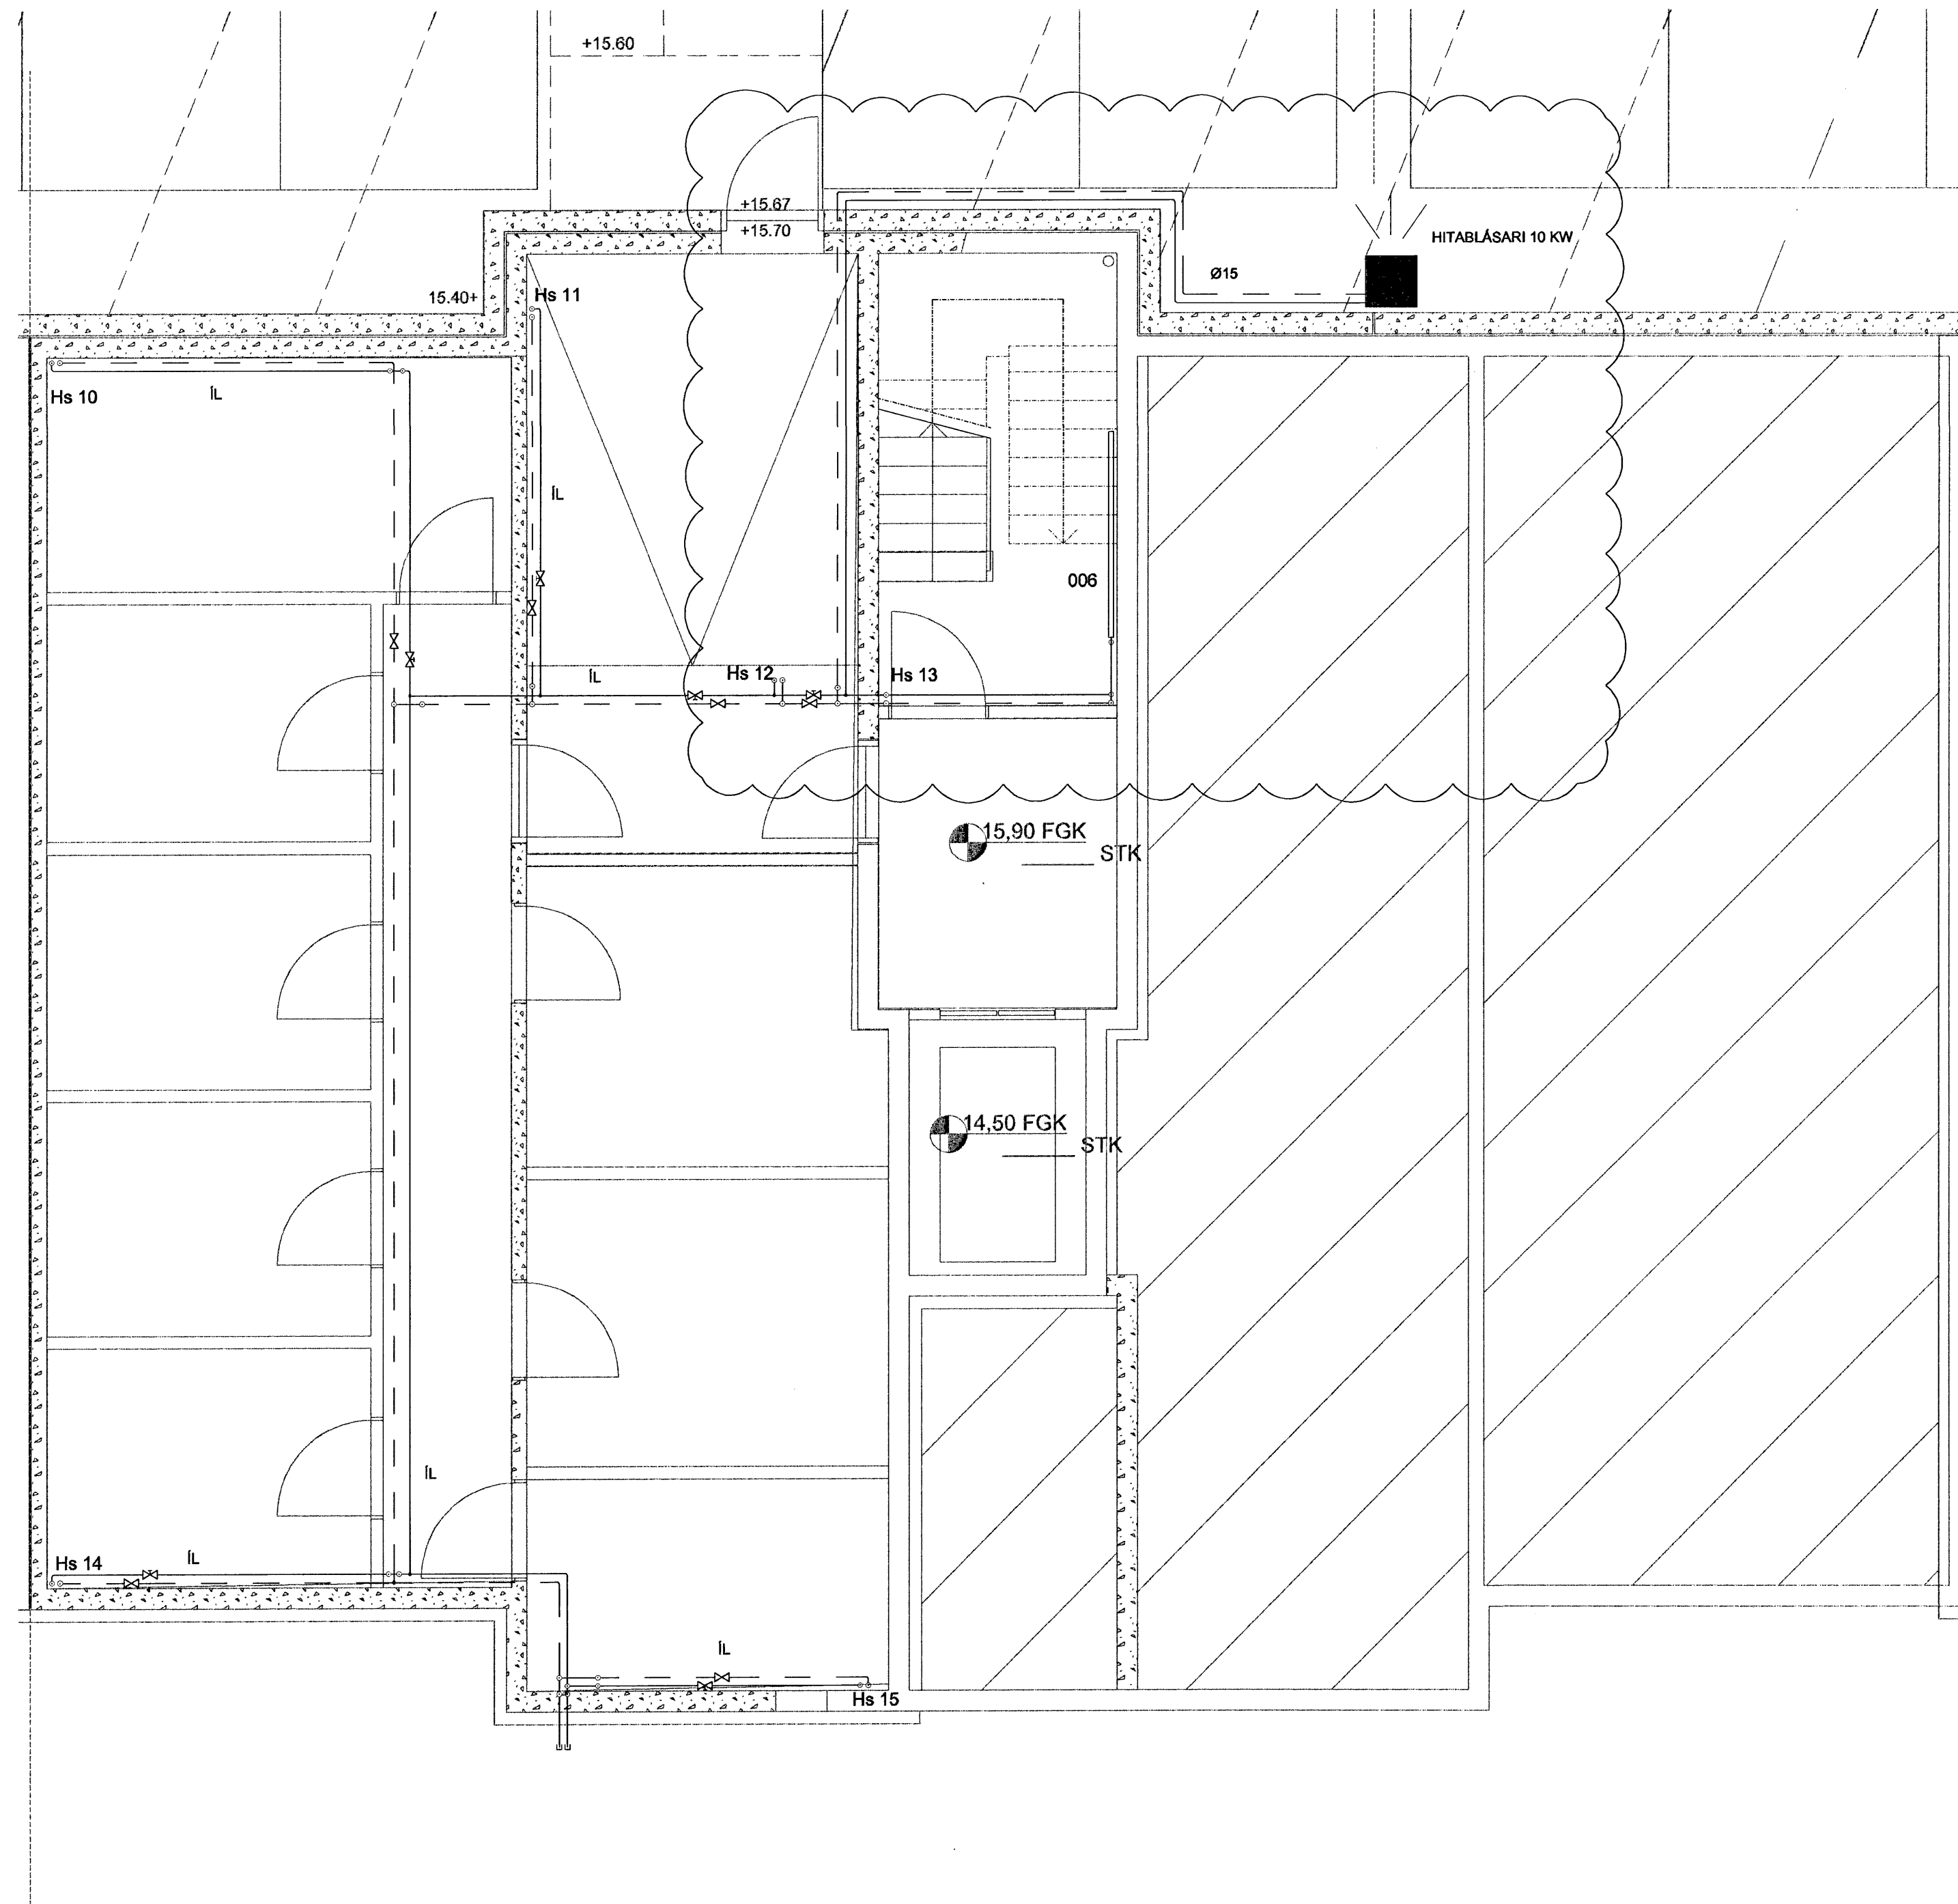 +15.60
+15.67
+15.70
HITABLÁSARI 10 KW
Ø15
15.40+
Hs 11
Hs 10
ÍL
ÍL
006
ÍL
Hs 12
Hs 13
15,90 FGK
STK
14,50 FGK
STK
ÍL
Hs 14
ÍL
ÍL
Hs 15